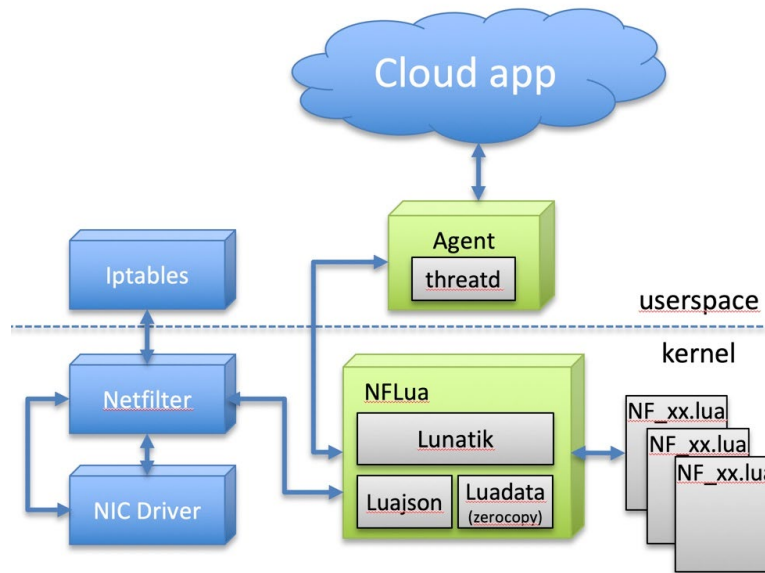 Cloud app
Agent
threatd
Iptables
userspace
kernel
Netfilter
NFLua
Lunatik
Luajson
Luadata
(zerocopy)
NIC Driver
NF_xx.lua
NF_xx.lua
NF_xx.lua